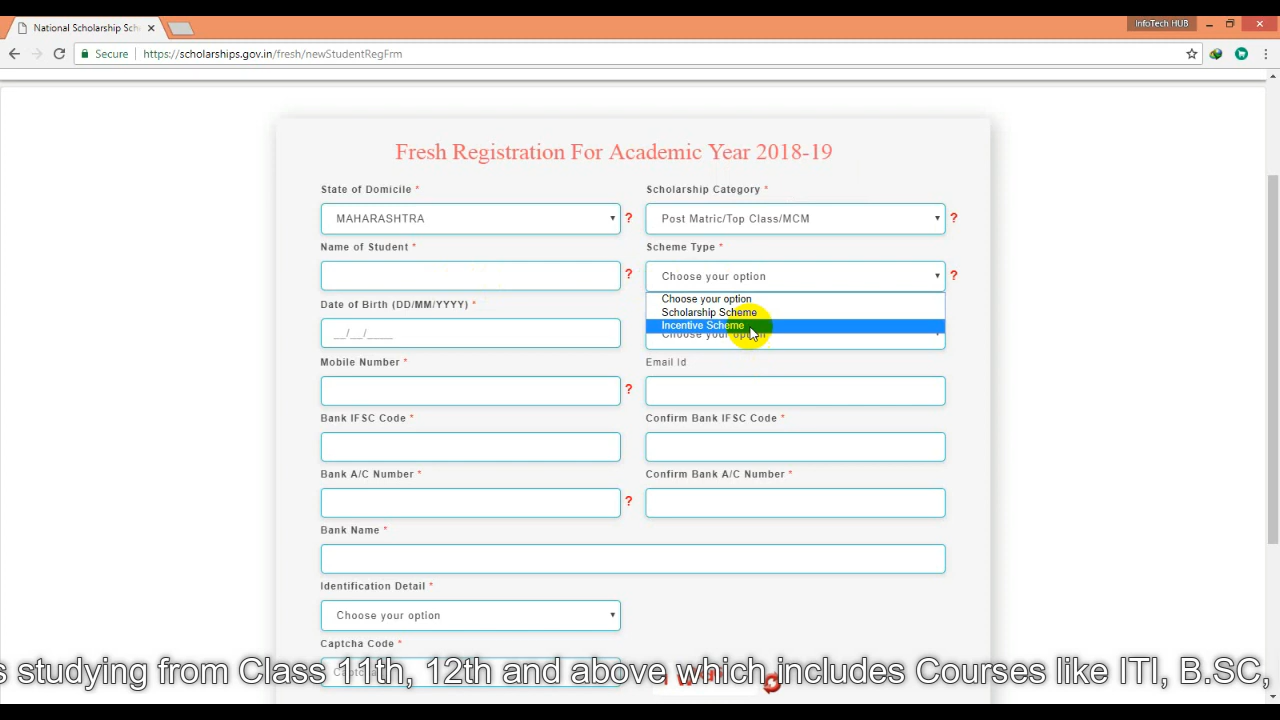 National Scholarship Sch
InfoTech HUB
Secure
https://scholarships.gov.in/fresh/newStudentRegFrm
Fresh Registration For Academic Year 2018-19
State of Domicile *
Scholarship Category *
MAHARASHTRA
?
Post Matric/Top Class/MCM
?
Name of Student *
Scheme Type *
?
Choose your option
?
Choose your option
Scholarship Scheme
Incentive Scheme
Date of Birth (DD/MM/YYYY) *
__/__/____
Choose your option
Mobile Number *
Email Id
?
Bank IFSC Code *
Confirm Bank IFSC Code *
Bank A/C Number *
Confirm Bank A/C Number *
?
Bank Name *
Identification Detail *
Choose your option
Captcha Code *
s studying from Class 11th, 12th and above which includes Courses like ITI, B.SC,